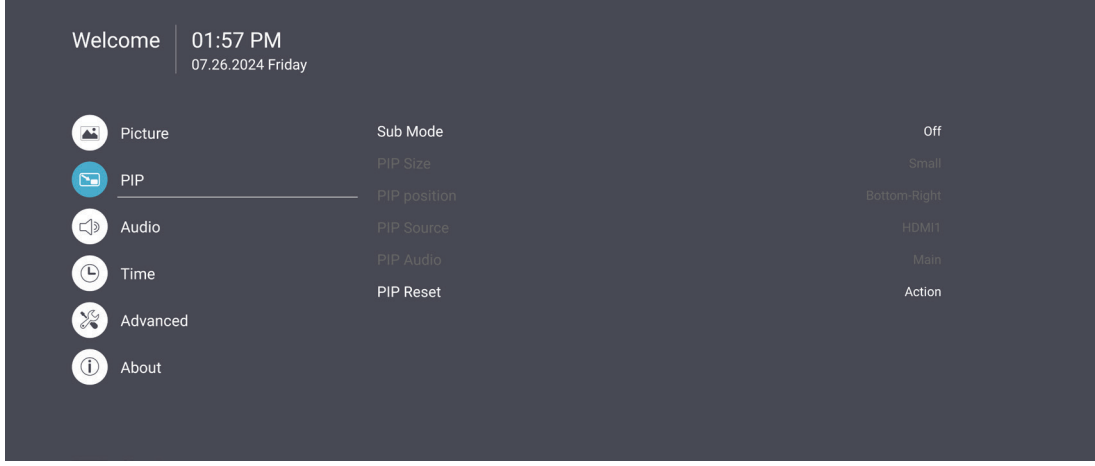 Welcome
01:57 PM
07.26.2024 Friday
Picture
PIP
Audio
Time
Advanced
About
Sub Mode Off
PIP Size Small
PIP position Bottom-Right
PIP Source HDMI1
PIP Audio Main
PIP Reset Action